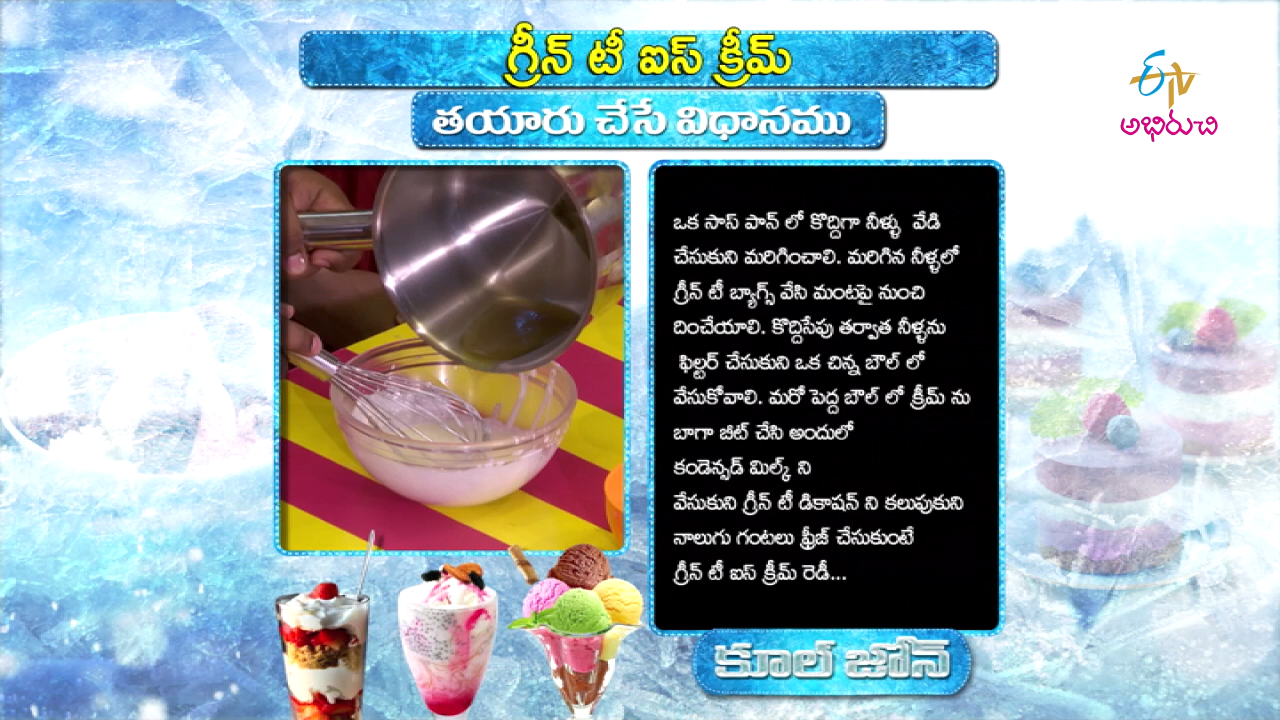 గ్రీన్ టీ ఐస్ క్రీమ్
తయారు చేసే విధానము
ETV
అభిరుచి
ఒక సాస్ పాన్ లో కొద్దిగా నీళ్ళు వేడి
చేసుకుని మరిగించాలి. మరిగిన నీళ్ళలో
గ్రీన్ టీ బ్యాగ్స్ వేసి మంటపై నుంచి
దించేయాలి. కొద్దిసేపు తర్వాత నీళ్ళను
ఫిల్టర్ చేసుకుని ఒక చిన్న బౌల్ లో
వేసుకోవాలి. మరో పెద్ద బౌల్ లో క్రీమ్ ను
బాగా బీట్ చేసి అందులో
కండెన్సడ్ మిల్క్ ని
వేసుకుని గ్రీన్ టీ డికాషన్ ని కలుపుకుని
నాలుగు గంటలు ఫ్రీజ్ చేసుకుంటే
గ్రీన్ టీ ఐస్ క్రీమ్ రెడీ...
కూల్ జోన్